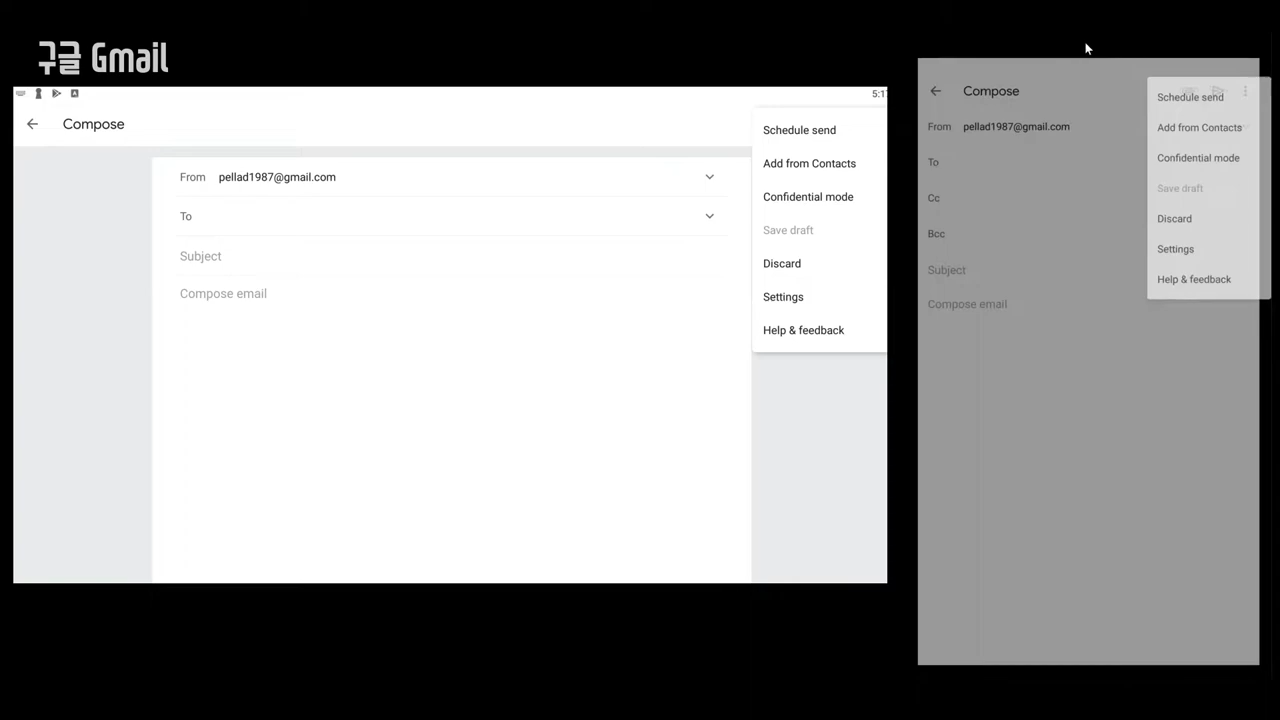 구글 Gmail
5:17
Compose
From pellad1987@gmail.com
To
Subject
Compose email
Schedule send
Add from Contacts
Confidential mode
Save draft
Discard
Settings
Help & feedback
Compose
From pellad1987@gmail.com
To
Cc
Bcc
Subject
Compose email
Schedule send
Add from Contacts
Confidential mode
Save draft
Discard
Settings
Help & feedback